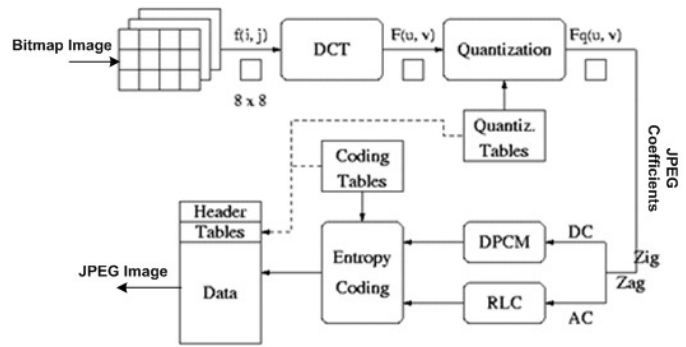 Bitmap Image
f(i, j)
8 x 8
DCT
F(u, v)
Quantization
Fq(u, v)
JPEG
Coefficients
Quantiz.
Tables
Coding
Tables
Header
Tables
Data
JPEG Image
Entropy
Coding
DPCM
RLC
DC
AC
Zig
Zag